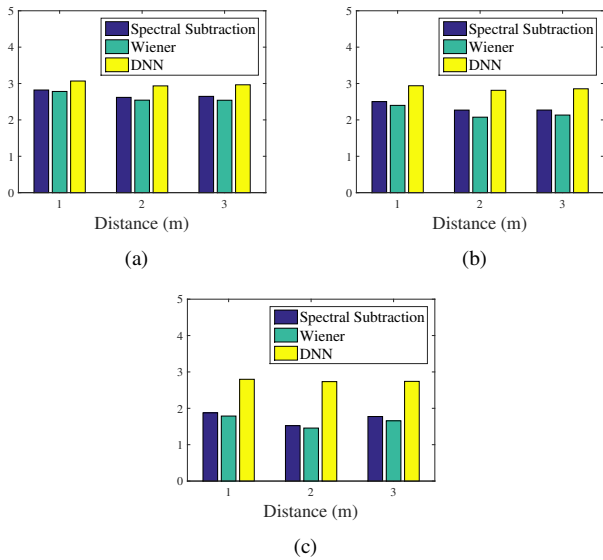 5
4
3
2
1
0
Spectral Subtraction
Wiener
DNN
1 2 3
Distance (m)
(a)
5
4
3
2
1
0
Spectral Subtraction
Wiener
DNN
1 2 3
Distance (m)
(b)
5
4
3
2
1
0
Spectral Subtraction
Wiener
DNN
1 2 3
Distance (m)
(c)